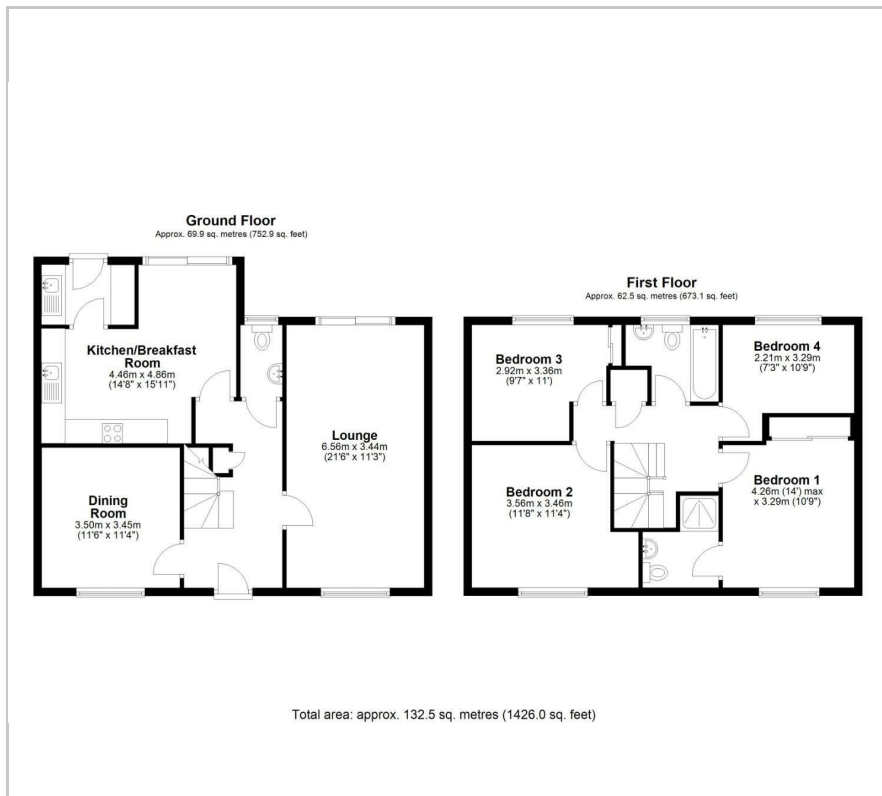 Ground Floor
Approx. 69.9 sq. metres (752.9 sq. feet)
Kitchen/Breakfast
Room
4.46m x 4.86m
(14'8" x 15'11")
Lounge
6.56m x 3.44m
(21'6" x 11'3")
Dining
Room
3.50m x 3.45m
(11'6" x 11'4")
First Floor
Approx. 62.5 sq. metres (673.1 sq. feet)
Bedroom 3
2.92m x 3.36m
(9'7" x 11')
Bedroom 4
2.21m x 3.29m
(7'3" x 10'9")
Bedroom 2
3.56m x 3.46m
(11'8" x 11'4")
Bedroom 1
4.26m (14') max
x 3.29m (10'9")
Total area: approx. 132.5 sq. metres (1426.0 sq. feet)